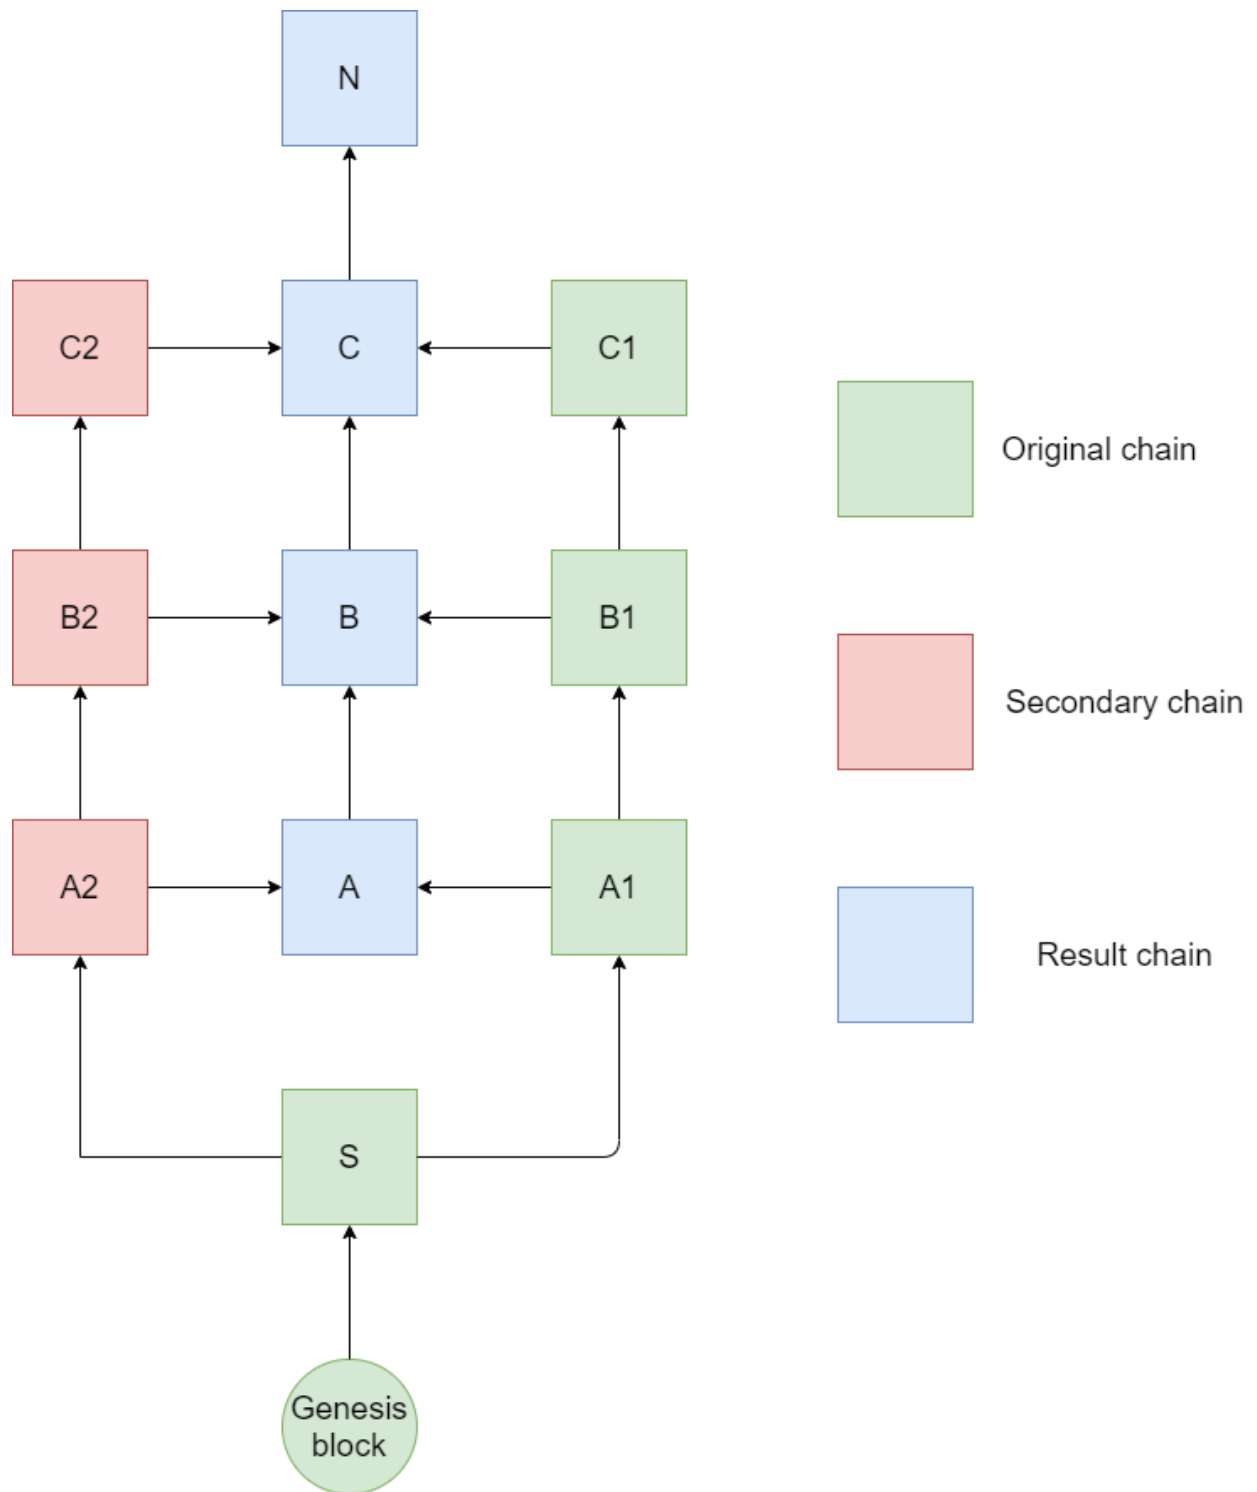 N
C2
C
C1
Original chain
B2
B
B1
Secondary chain
A2
A
A1
Result chain
S
Genesis
block